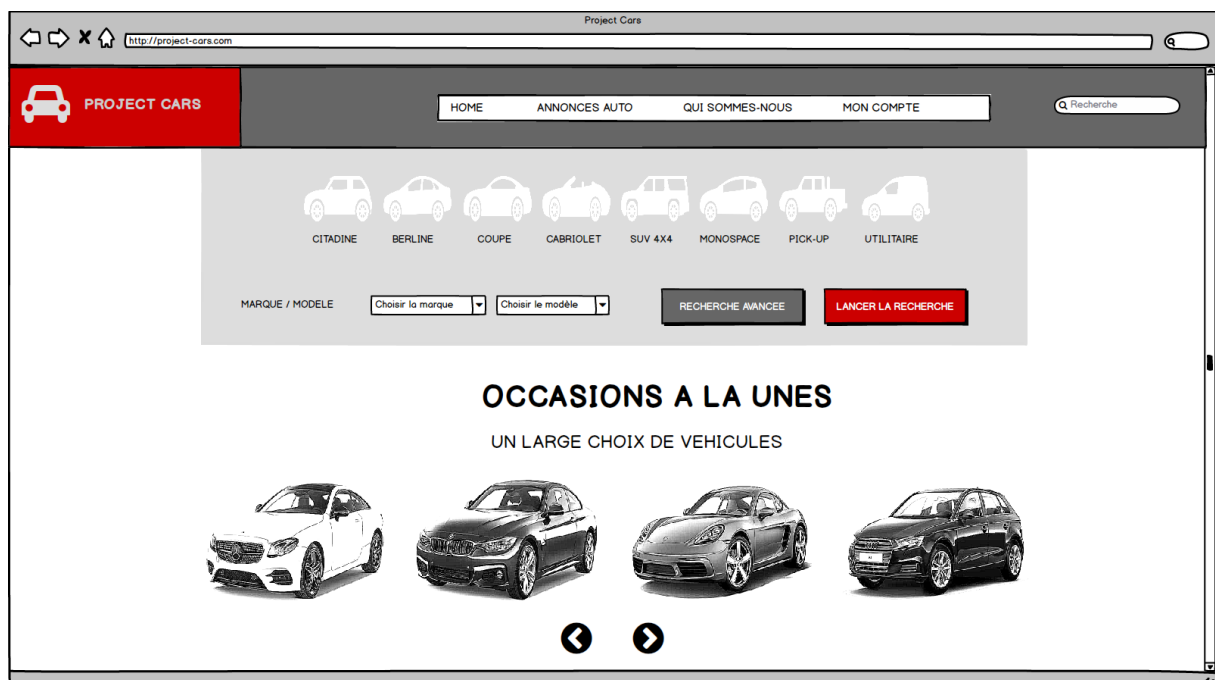 Project Cars
http://project-cars.com
PROJECT CARS
HOME ANNONCES AUTO QUI SOMMES-NOUS MON COMPTE
Recherche
CITADINE BERLINE COUPE CABRIOLET SUV 4X4 MONOSPACE PICK-UP UTILITAIRE
MARQUE / MODELE Choisir la marque Choisir le modèle RECHERCHE AVANCEE LANCER LA RECHERCHE
OCCASIONS A LA UNES
UN LARGE CHOIX DE VEHICULES